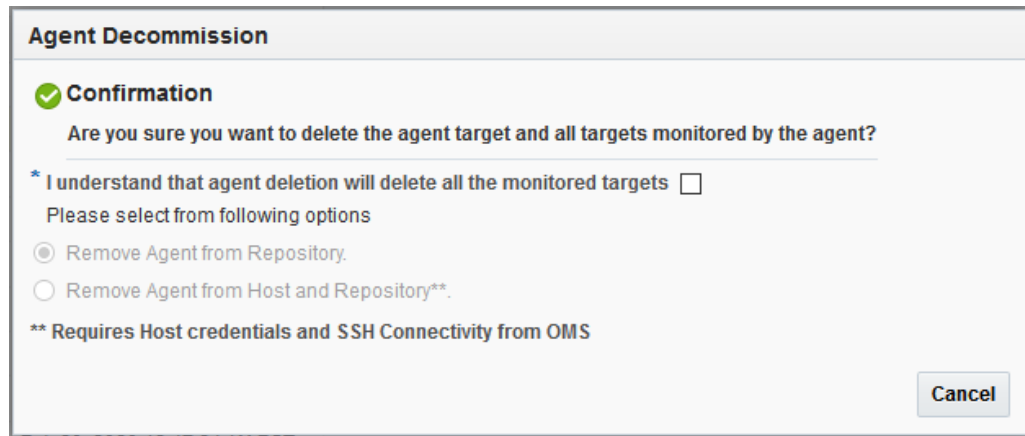 Agent Decommission
Confirmation
Are you sure you want to delete the agent target and all targets monitored by the agent?
* I understand that agent deletion will delete all the monitored targets
Please select from following options
Remove Agent from Repository.
Remove Agent from Host and Repository**.
** Requires Host credentials and SSH Connectivity from OMS
Cancel